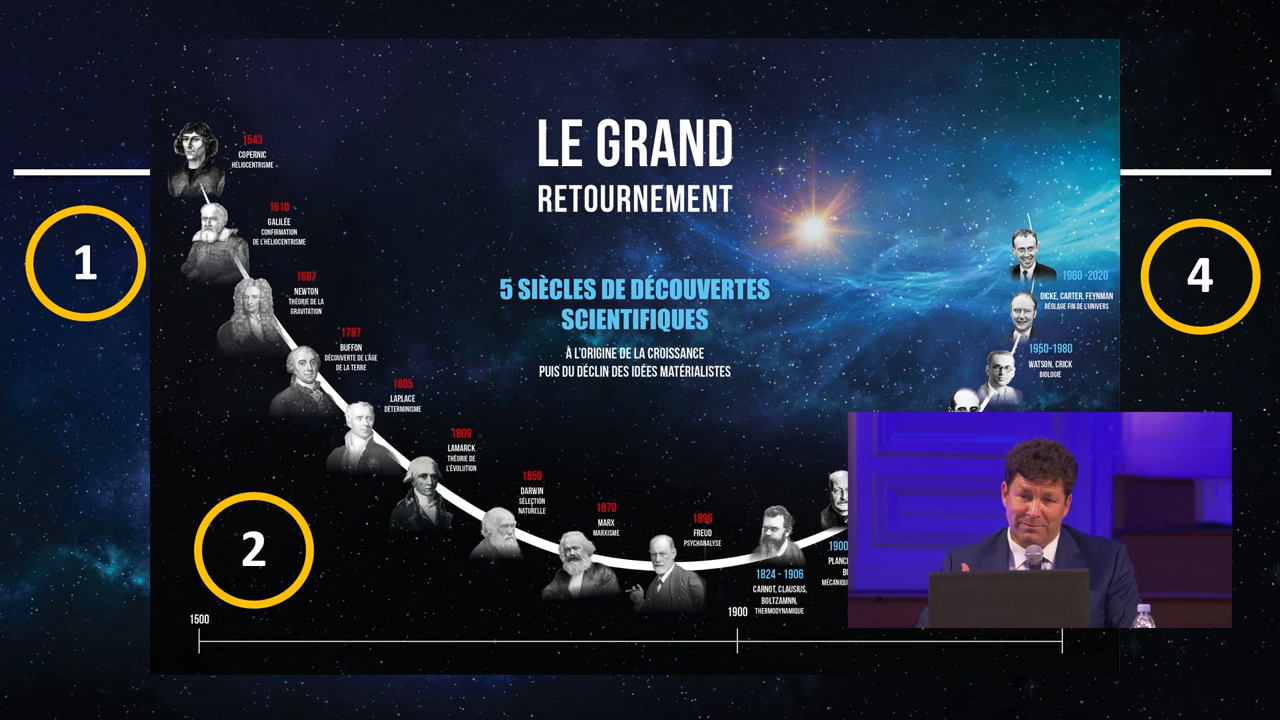 LE GRAND
RETOURNEMENT
5 SIÈCLES DE DÉCOUVERTES
SCIENTIFIQUES
À L'ORIGINE DE LA CROISSANCE
PUIS DU DÉCLIN DES IDÉES MATÉRIALISTES
1543
COPERNIC
HÉLIOCENTRISME
1610
GALILÉE
CONFIRMATION
DE L'HÉLIOCENTRISME
1687
NEWTON
THÉORIE DE LA
GRAVITATION
1787
BUFFON
DÉCOUVERTE DE L'ÂGE
DE LA TERRE
1805
LAPLACE
DÉTERMINISME
1809
LAMARCK
THÉORIE DE
L'ÉVOLUTION
1859
DARWIN
SÉLECTION
NATURELLE
1870
MARX
MARXISME
1896
FREUD
PSYCHANALYSE
1824 - 1906
CARNOT, CLAUSIUS,
BOLTZAMNN,
THERMODYNAMIQUE
1900
1950-1980
WATSON, CRICK
BIOLOGIE
1960 -2020
DICKE, CARTER, FEYNMAN
RÉGLAGE FIN DE L'UNIVERS
1
2
4
1500
1900